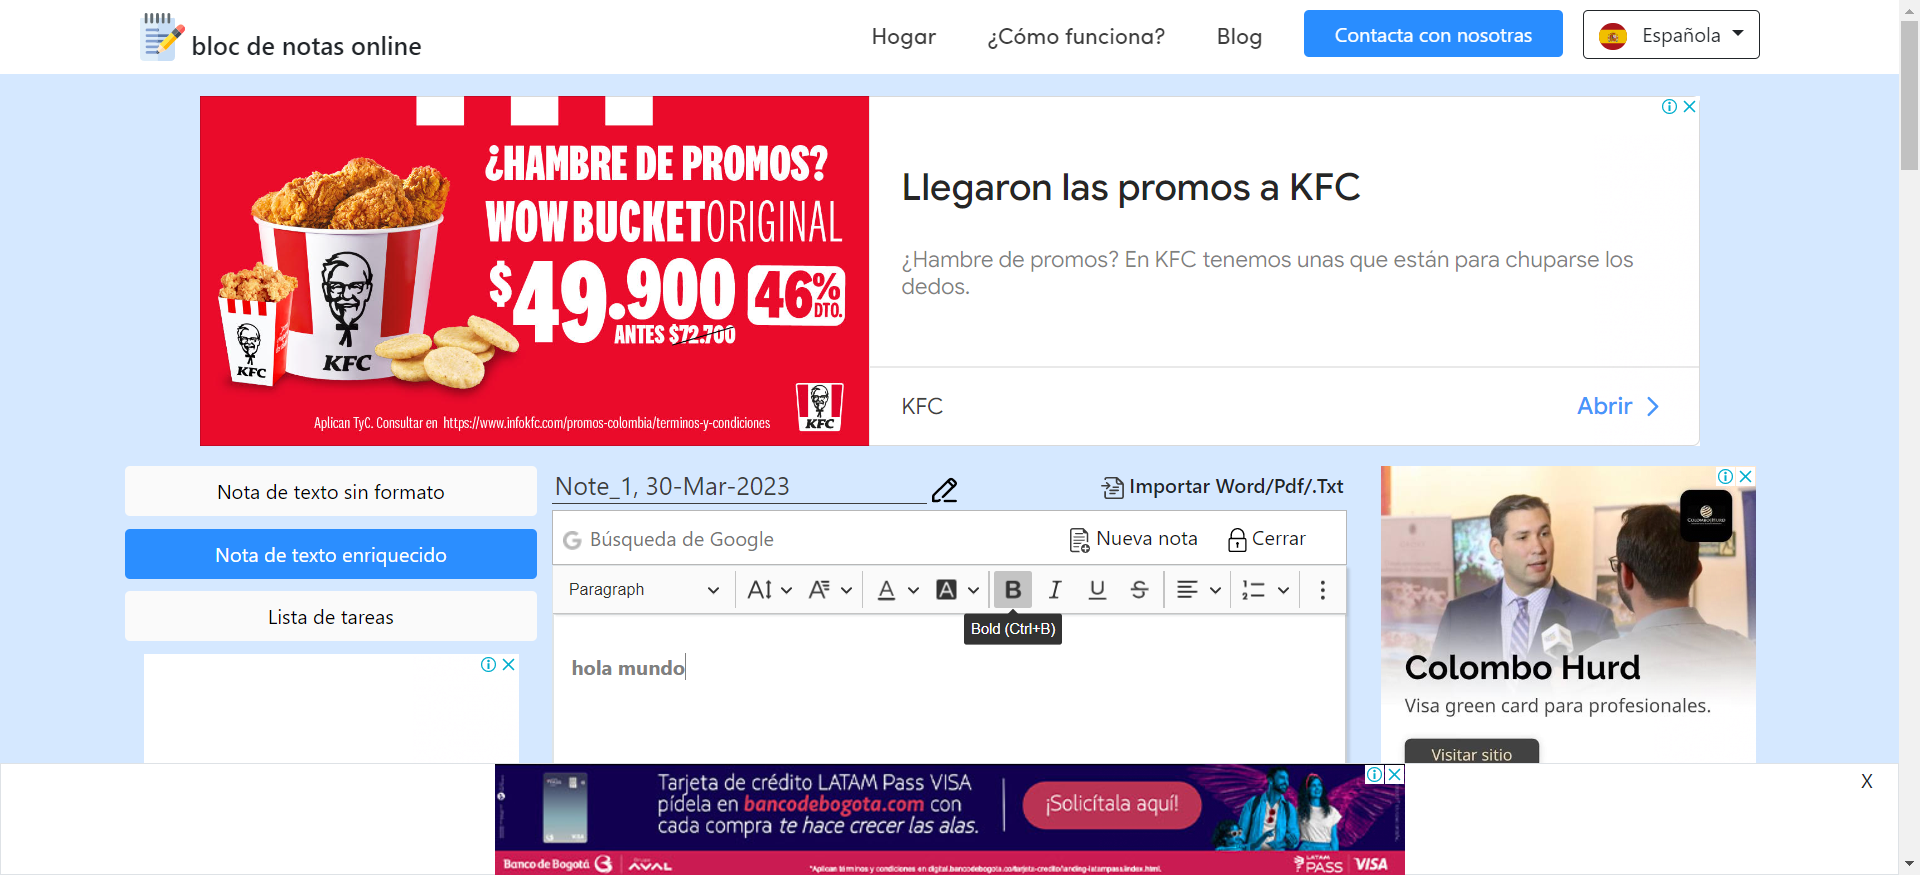 bloc de notas online
Hogar
¿Cómo funciona?
Blog
Contacta con nosotras
Española
¿HAMBRE DE PROMOS?
WOW BUCKET ORIGINAL
$49.900
46% DTO.
ANTES $72.700
KFC
KFC
Aplican TyC. Consultar en https://www.infokfc.com/promos-colombia/terminos-y-condiciones
KFC
Llegaron las promos a KFC
¿Hambre de promos? En KFC tenemos unas que están para chuparse los
dedos.
KFC
Abrir
Nota de texto sin formato
Nota de texto enriquecido
Lista de tareas
Note_1, 30-Mar-2023
Importar Word/Pdf/.Txt
Búsqueda de Google
Nueva nota
Cerrar
Paragraph
Bold (Ctrl+B)
hola mundo
COLOMBO HURD
Colombo Hurd
Visa green card para profesionales.
Visitar sitio
Tarjeta de crédito LATAM Pass VISA
pídela en bancodebogota.com con
cada compra te hace crecer las alas.
¡Solicítala aquí!
X
Banco de Bogotá
AVAL
*Aplican términos y condiciones en digital.bancodebogota.co/tarjeta-credito/landing-latampass/index.html.
LATAM PASS
VISA